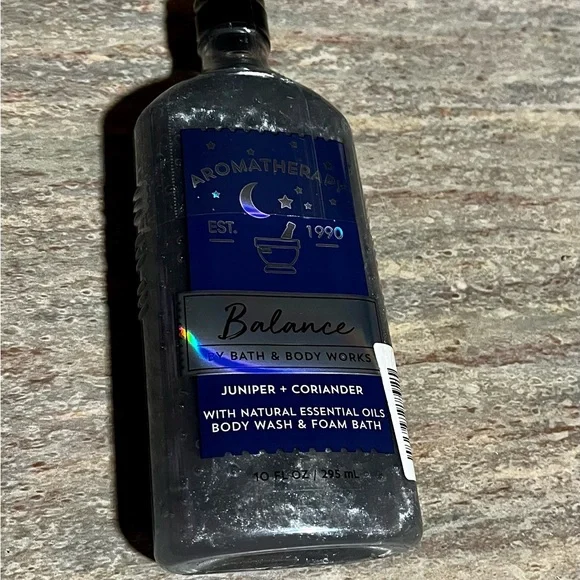 AROMATHERAPY
EST. 1990
Balance
BY BATH & BODY WORKS
JUNIPER + CORIANDER
WITH NATURAL ESSENTIAL OILS
BODY WASH & FOAM BATH
10 FL OZ / 295 mL